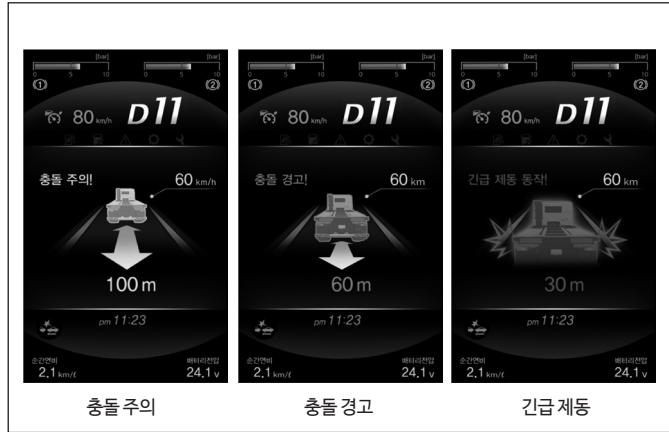 [bar] [bar] [bar] [bar] [bar] [bar]
0 5 10 0 5 10 0 5 10 0 5 10 0 5 10 0 5 10
(1) (2) (1) (2) (1) (2)
80 km/h D11 80 km/h D11 80 km/h D11
충돌 주의! 60 km/h 충돌 경고! 60 km 긴급 제동 동작! 60 km
100 m 60 m 30 m
pm 11:23 pm 11:23 pm 11:23
순간연비 배터리전압 순간연비 배터리전압 순간연비 배터리전압
2.1 km/ℓ 24.1 v 2.1 km/ℓ 24.1 v 2.1 km/ℓ 24.1 v
충돌 주의 충돌 경고 긴급 제동